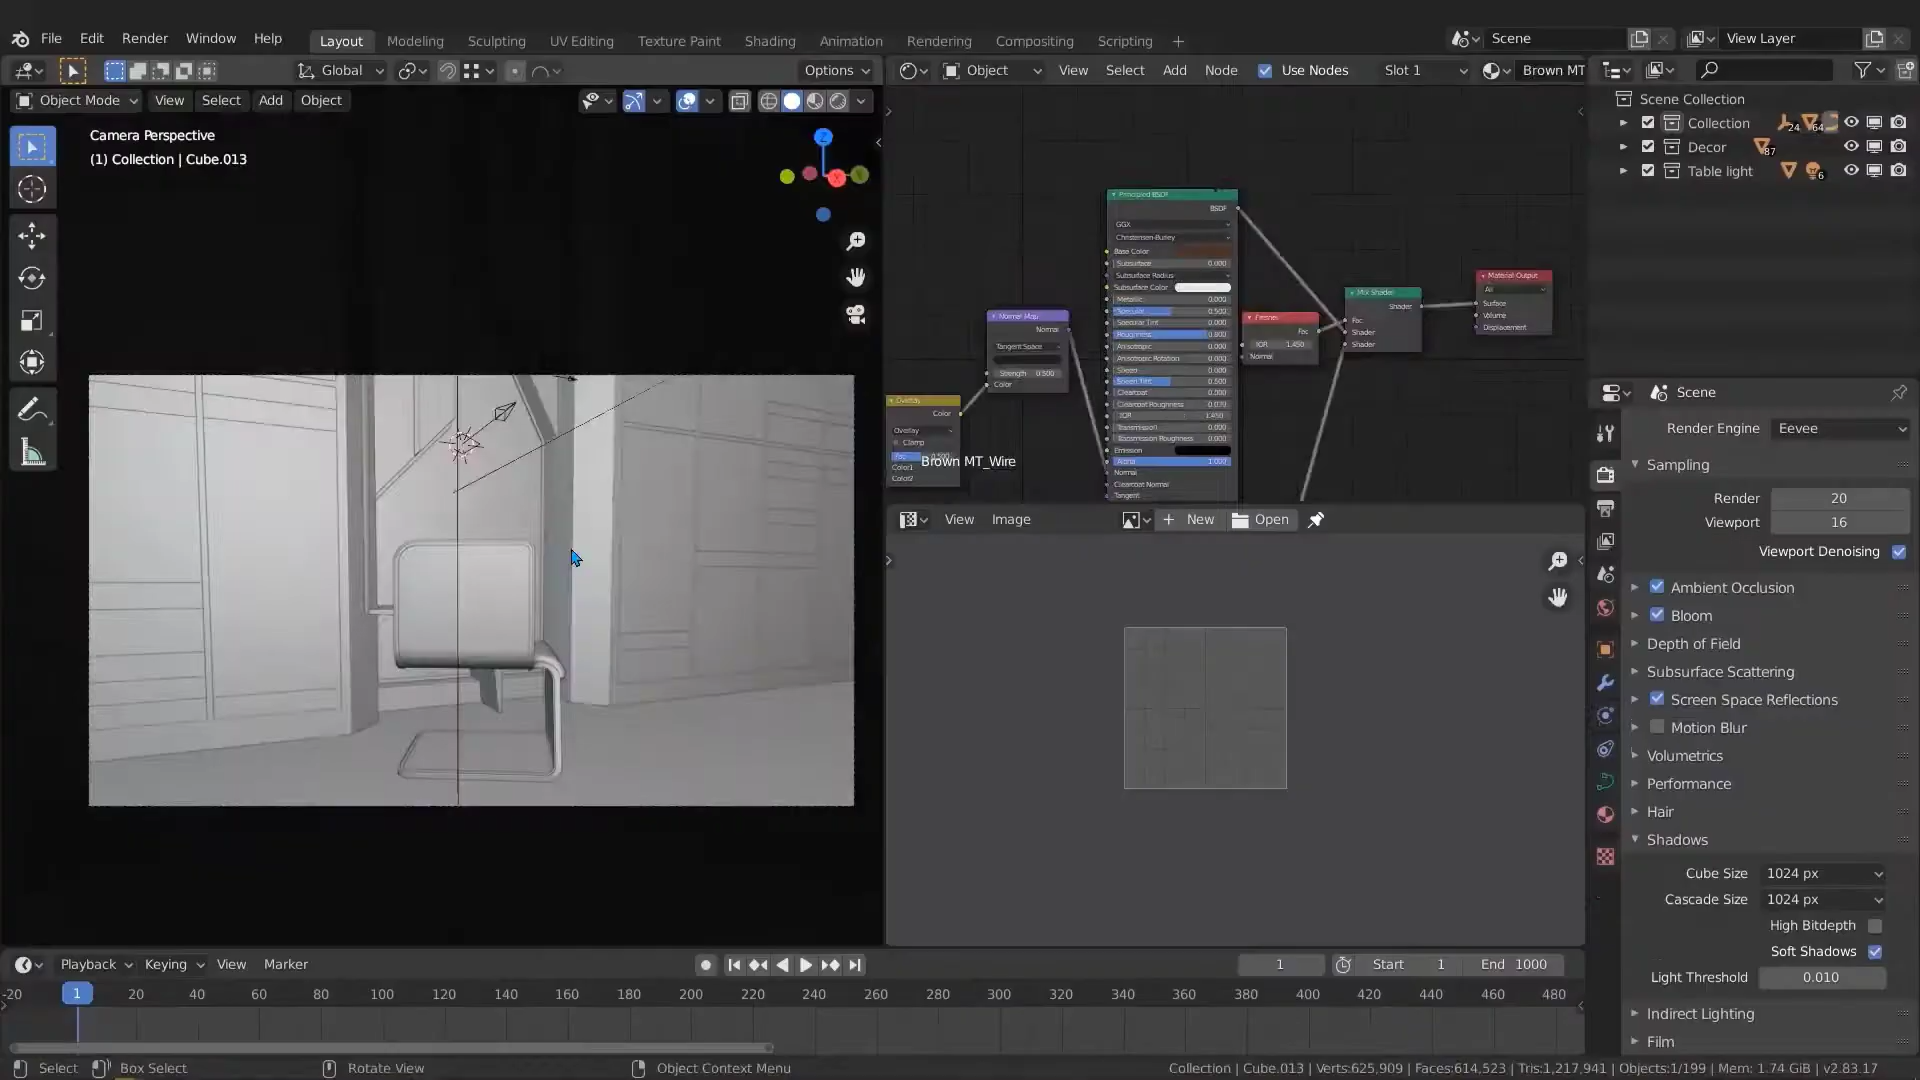 File Edit Render Window Help
Layout Modeling Sculpting UV Editing Texture Paint Shading Animation Rendering Compositing Scripting
Scene
View Layer
Global
Options
Object View Select Add Node Use Nodes Slot 1 Brown MT
Object Mode View Select Add Object
Camera Perspective
(1) Collection | Cube.013
Scene Collection
Collection 24 64
Decor 87
Table light 6
Principled BSDF
BSDF
GGX
Christensen-Burley
Base Color
Subsurface 0.000
Subsurface Radius
Subsurface Color
Metallic 0.000
Specular 0.500
Specular Tint 0.000
Roughness 0.800
Anisotropic 0.000
Anisotropic Rotation 0.000
Sheen 0.000
Sheen Tint 0.500
Clearcoat 0.000
Clearcoat Roughness
IOR 1.450
Transmission 0.000
Transmission Roughness 0.000
Emission
Alpha 1.000
Normal
Clearcoat Normal
Tangent
Normal Map
Normal
Tangent Space
Strength 0.500
Color
Overlay
Color
Overlay
Clamp
Fac
Color1
Color2
Brown MT_Wire
Fresnel
Fac
IOR 1.450
Normal
Mix Shader
Shader
Fac
Shader
Shader
Material Output
All
Surface
Volume
Displacement
View Image New Open
Scene
Render Engine Eevee
Sampling
Render 20
Viewport 16
Viewport Denoising
Ambient Occlusion
Bloom
Depth of Field
Subsurface Scattering
Screen Space Reflections
Motion Blur
Volumetrics
Performance
Hair
Shadows
Cube Size 1024 px
Cascade Size 1024 px
High Bitdepth
Soft Shadows
Light Threshold 0.010
Indirect Lighting
Film
Playback Keying View Marker
1 Start 1 End 1000
-20 1 20 40 60 80 100 120 140 160 180 200 220 240 260 280 300 320 340 360 380 400 420 440 460 480
Select Box Select Rotate View Object Context Menu
Collection | Cube.013 | Verts:625,909 | Faces:614,523 | Tris:1,217,941 | Objects:1/199 | Mem: 1.74 GiB | v2.83.17